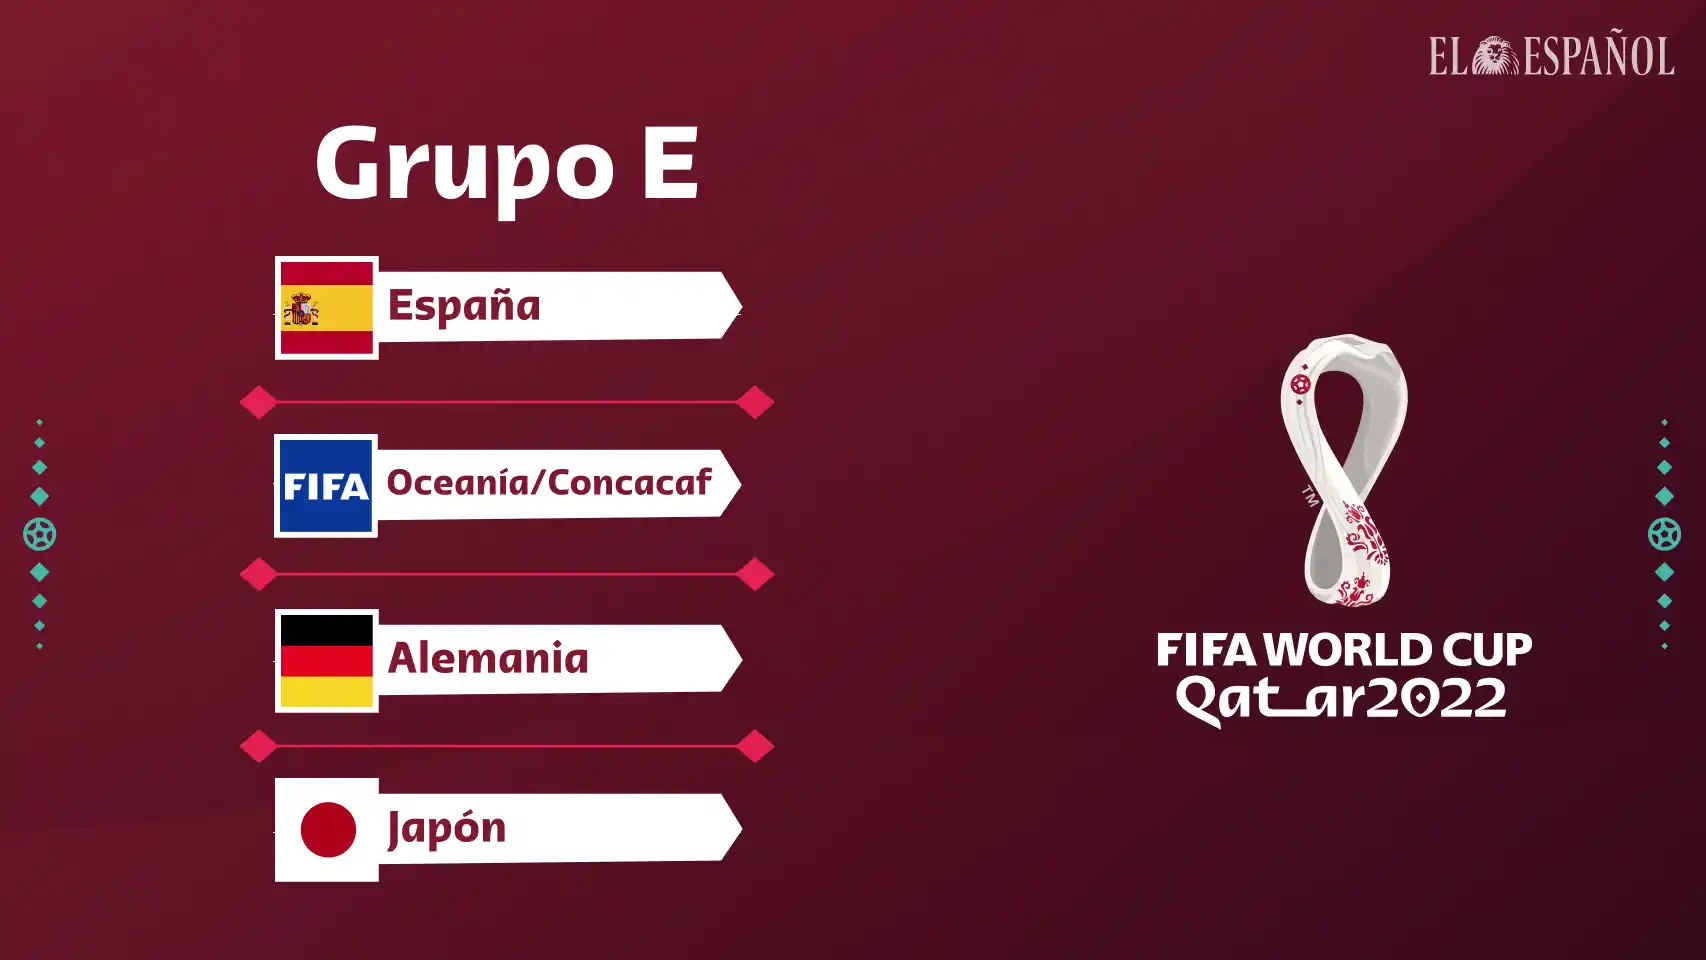 EL ESPAÑOL
Grupo E
España
FIFA
Oceanía/Concacaf
Alemania
Japón
TM
FIFA WORLD CUP
Qatar2022